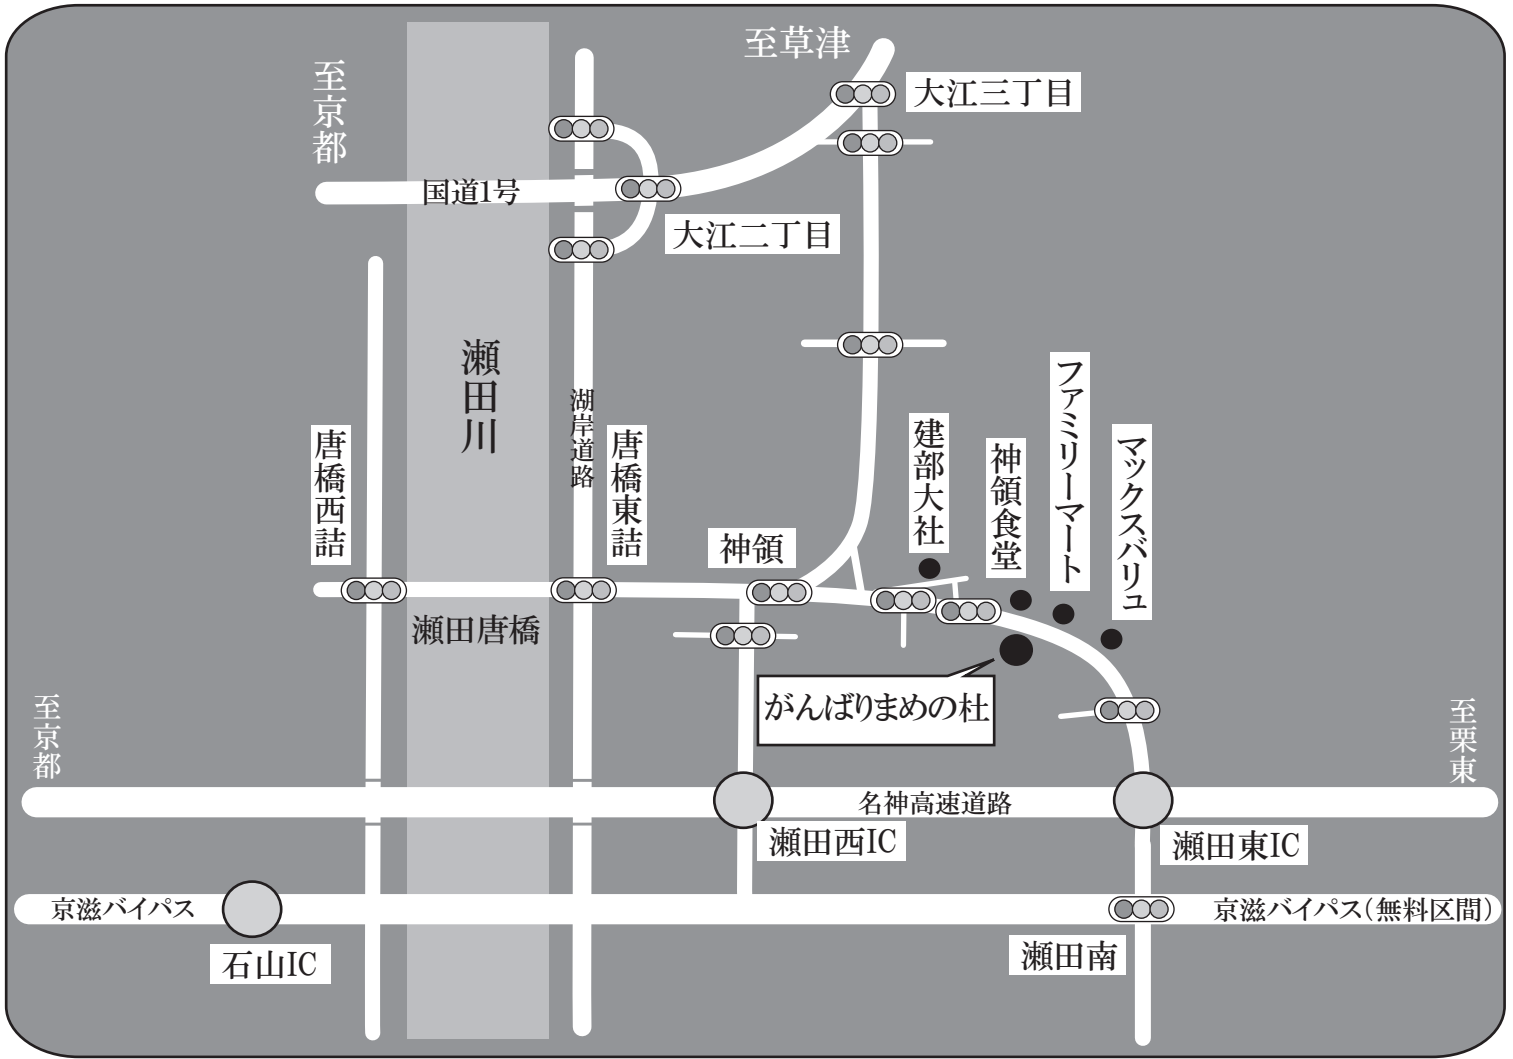 至草津
至京都
大江三丁目
国道1号
大江二丁目
瀬田川
湖岸道路
唐橋西詰
唐橋東詰
神領
建部大社
神領食堂
ファミリーマート
マックスバリュ
瀬田唐橋
がんばりまめの杜
至京都
至栗東
名神高速道路
瀬田西IC
瀬田東IC
京滋バイパス
京滋バイパス(無料区間)
石山IC
瀬田南